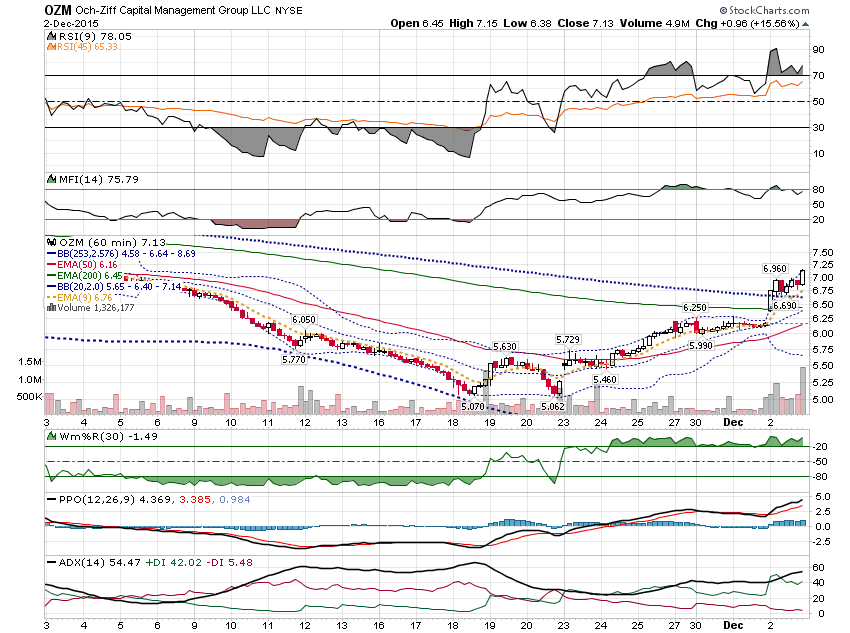 OZM Och-Ziff Capital Management Group LLC NYSE
© StockCharts.com
2-Dec-2015
Open 6.45 High 7.15 Low 6.38 Close 7.13 Volume 4.9M Chg +0.96 (+15.56%)
RSI(9) 78.05
RSI(45) 65.33
90
70
50
30
10
MFI(14) 75.79
80
50
20
OZM (60 min) 7.13
BB(253,2.576) 4.58 - 6.64 - 8.69
EMA(50) 6.16
EMA(200) 6.45
BB(20,2.0) 5.65 - 6.40 - 7.14
EMA(9) 6.76
Volume 1,326,177
7.50
7.25
7.00
6.75
6.50
6.25
6.00
5.75
5.50
5.25
5.00
1.5M
1.0M
500K
6.050
5.770
5.070
5.630
5.062
5.729
5.460
6.250
5.990
6.960
6.690
3 4 5 6 9 10 11 12 13 16 17 18 19 20 23 24 25 27 30 Dec 2
Wm%R(30) -1.49
-20
-50
-80
PPO(12,26,9) 4.369, 3.385, 0.984
5.0
2.5
0.0
-2.5
ADX(14) 54.47 +DI 42.02 -DI 5.48
60
40
20
0
3 4 5 6 9 10 11 12 13 16 17 18 19 20 23 24 25 27 30 Dec 2